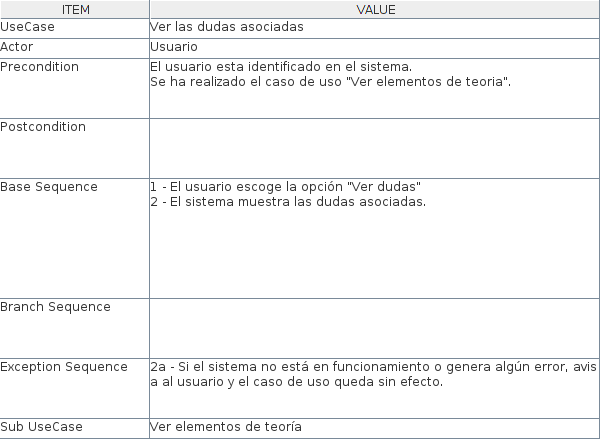 ITEM VALUE
UseCase Ver las dudas asociadas
Actor Usuario
Precondition El usuario esta identificado en el sistema.
Se ha realizado el caso de uso "Ver elementos de teoria".
Postcondition
Base Sequence 1 - El usuario escoge la opción "Ver dudas"
2 - El sistema muestra las dudas asociadas.
Branch Sequence
Exception Sequence 2a - Si el sistema no está en funcionamiento o genera algún error, avis
a al usuario y el caso de uso queda sin efecto.
Sub UseCase Ver elementos de teoría